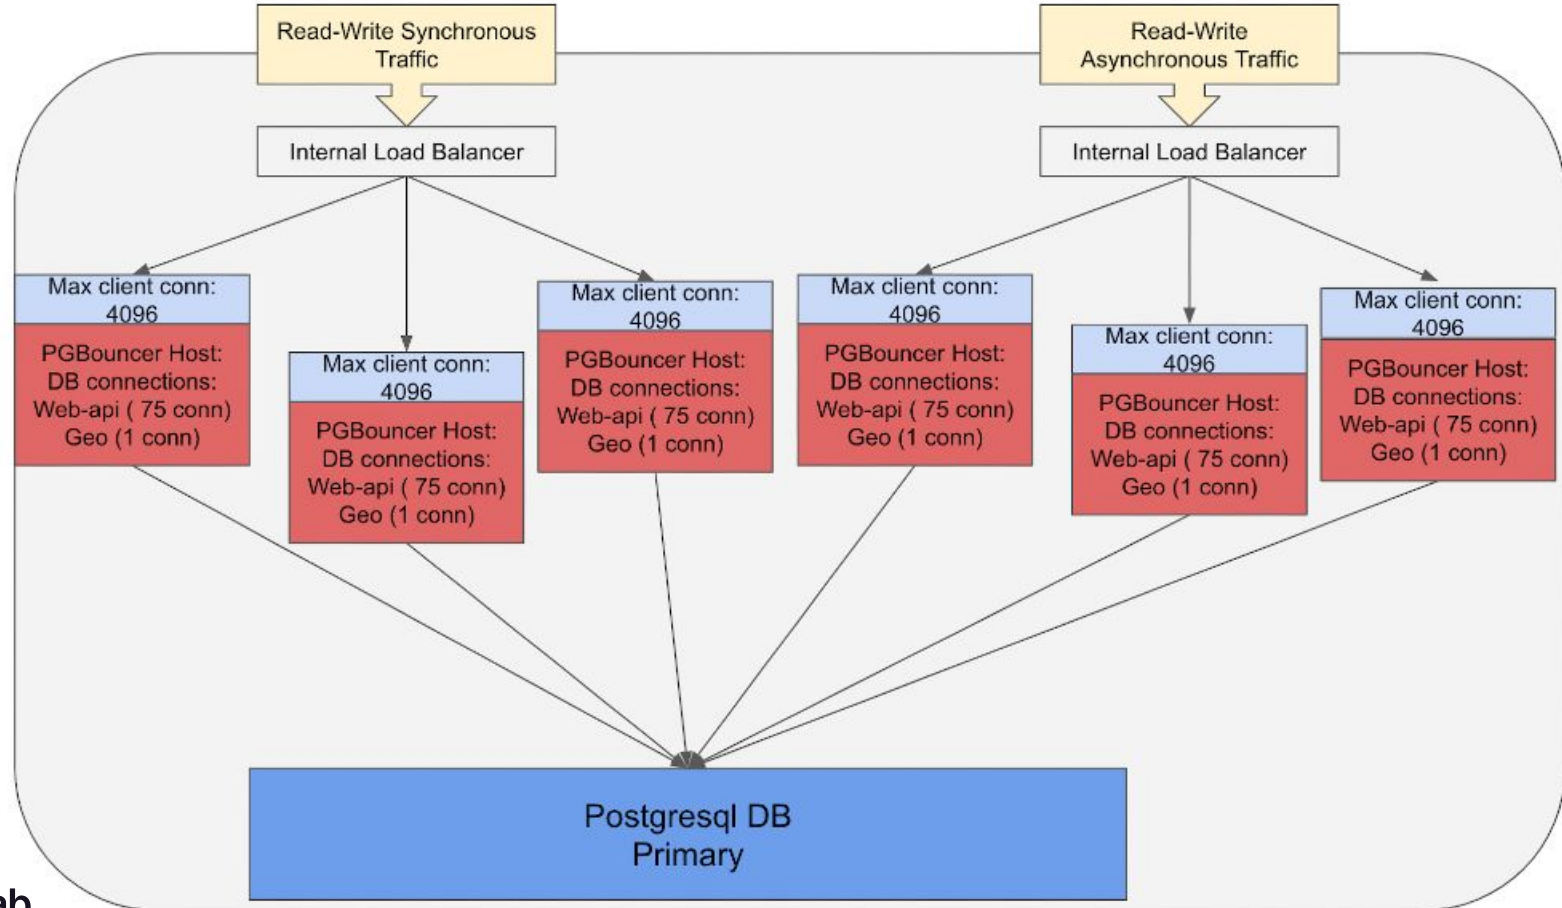 Read-Write Synchronous
Traffic
Read-Write
Asynchronous Traffic
Internal Load Balancer
Internal Load Balancer
Max client conn:
4096
PGBouncer Host:
DB connections:
Web-api ( 75 conn)
Geo (1 conn)
Max client conn:
4096
PGBouncer Host:
DB connections:
Web-api ( 75 conn)
Geo (1 conn)
Max client conn:
4096
PGBouncer Host:
DB connections:
Web-api ( 75 conn)
Geo (1 conn)
Max client conn:
4096
PGBouncer Host:
DB connections:
Web-api ( 75 conn)
Geo (1 conn)
Max client conn:
4096
PGBouncer Host:
DB connections:
Web-api ( 75 conn)
Geo (1 conn)
Max client conn:
4096
PGBouncer Host:
DB connections:
Web-api ( 75 conn)
Geo (1 conn)
Postgresql DB
Primary